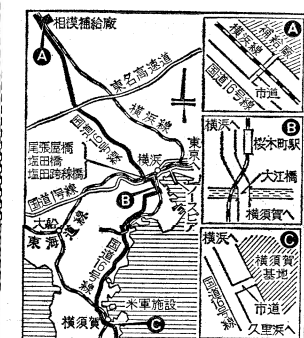 相模補給廠
A
東名高速道
横浜線
国道16号線
尾張屋橋
塩田橋
塩田跨線橋
横浜
東京
国道1号線
ノースピア
B
大船
東海道線
国道16号線
米軍施設
横須賀
C
A
横浜線
補給廠
国道16号線
市道
B
横浜へ
桜木町駅
大江橋
横須賀へ
C
横浜へ
横須賀基地
国道16号線
市道
久里浜へ